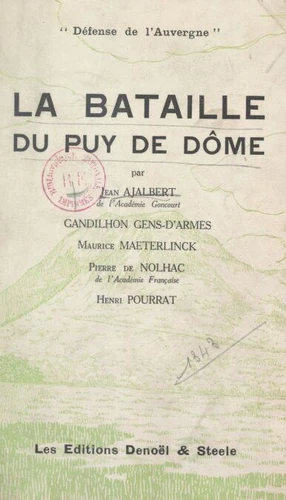 " Défense de l'Auvergne "
LA BATAILLE
DU PUY DE DÔME
par
JEAN AJALBERT
de l'Académie Goncourt
GANDILHON GENS-D'ARMES
MAURICE MAETERLINCK
PIERRE DE NOLHAC
de l'Académie Française
HENRI POURRAT
Les Editions Denoël & Steele